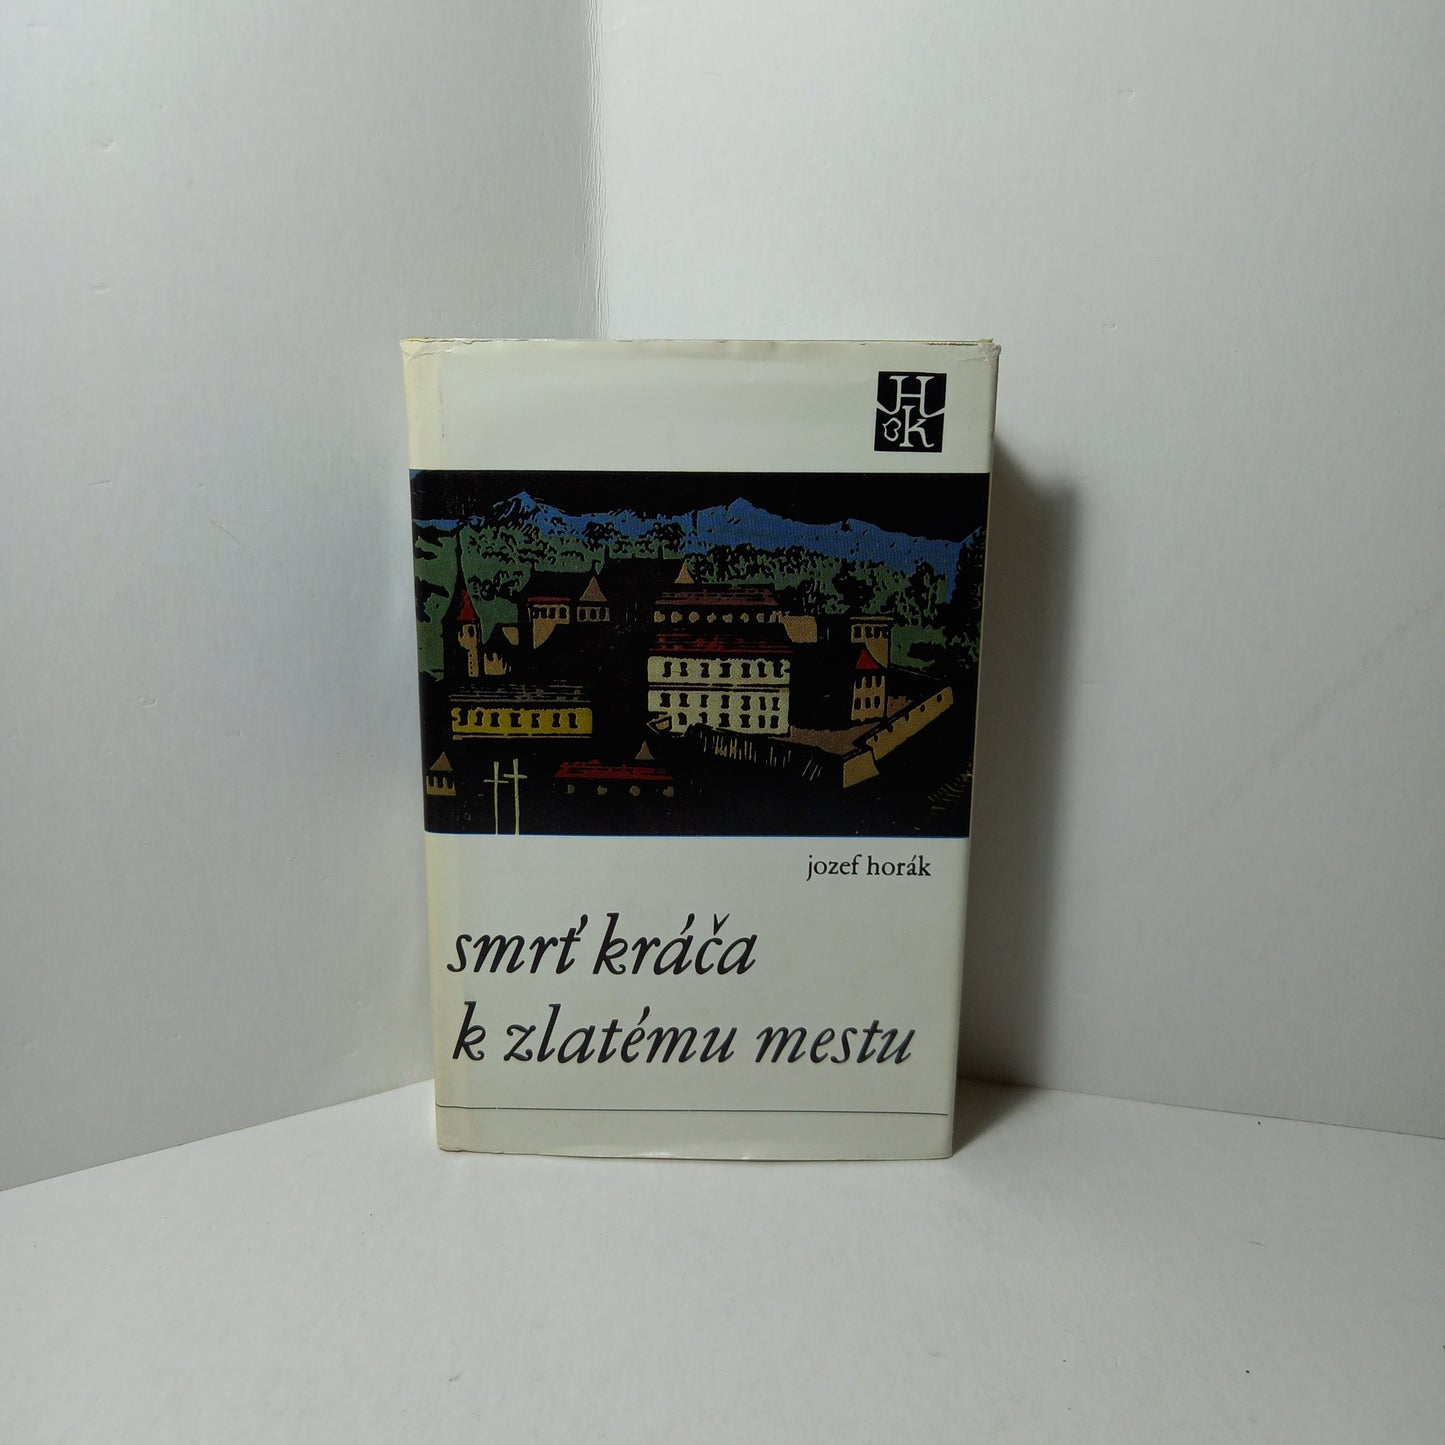 H
k
jozef horák
smrť kráča
k zlatému mestu